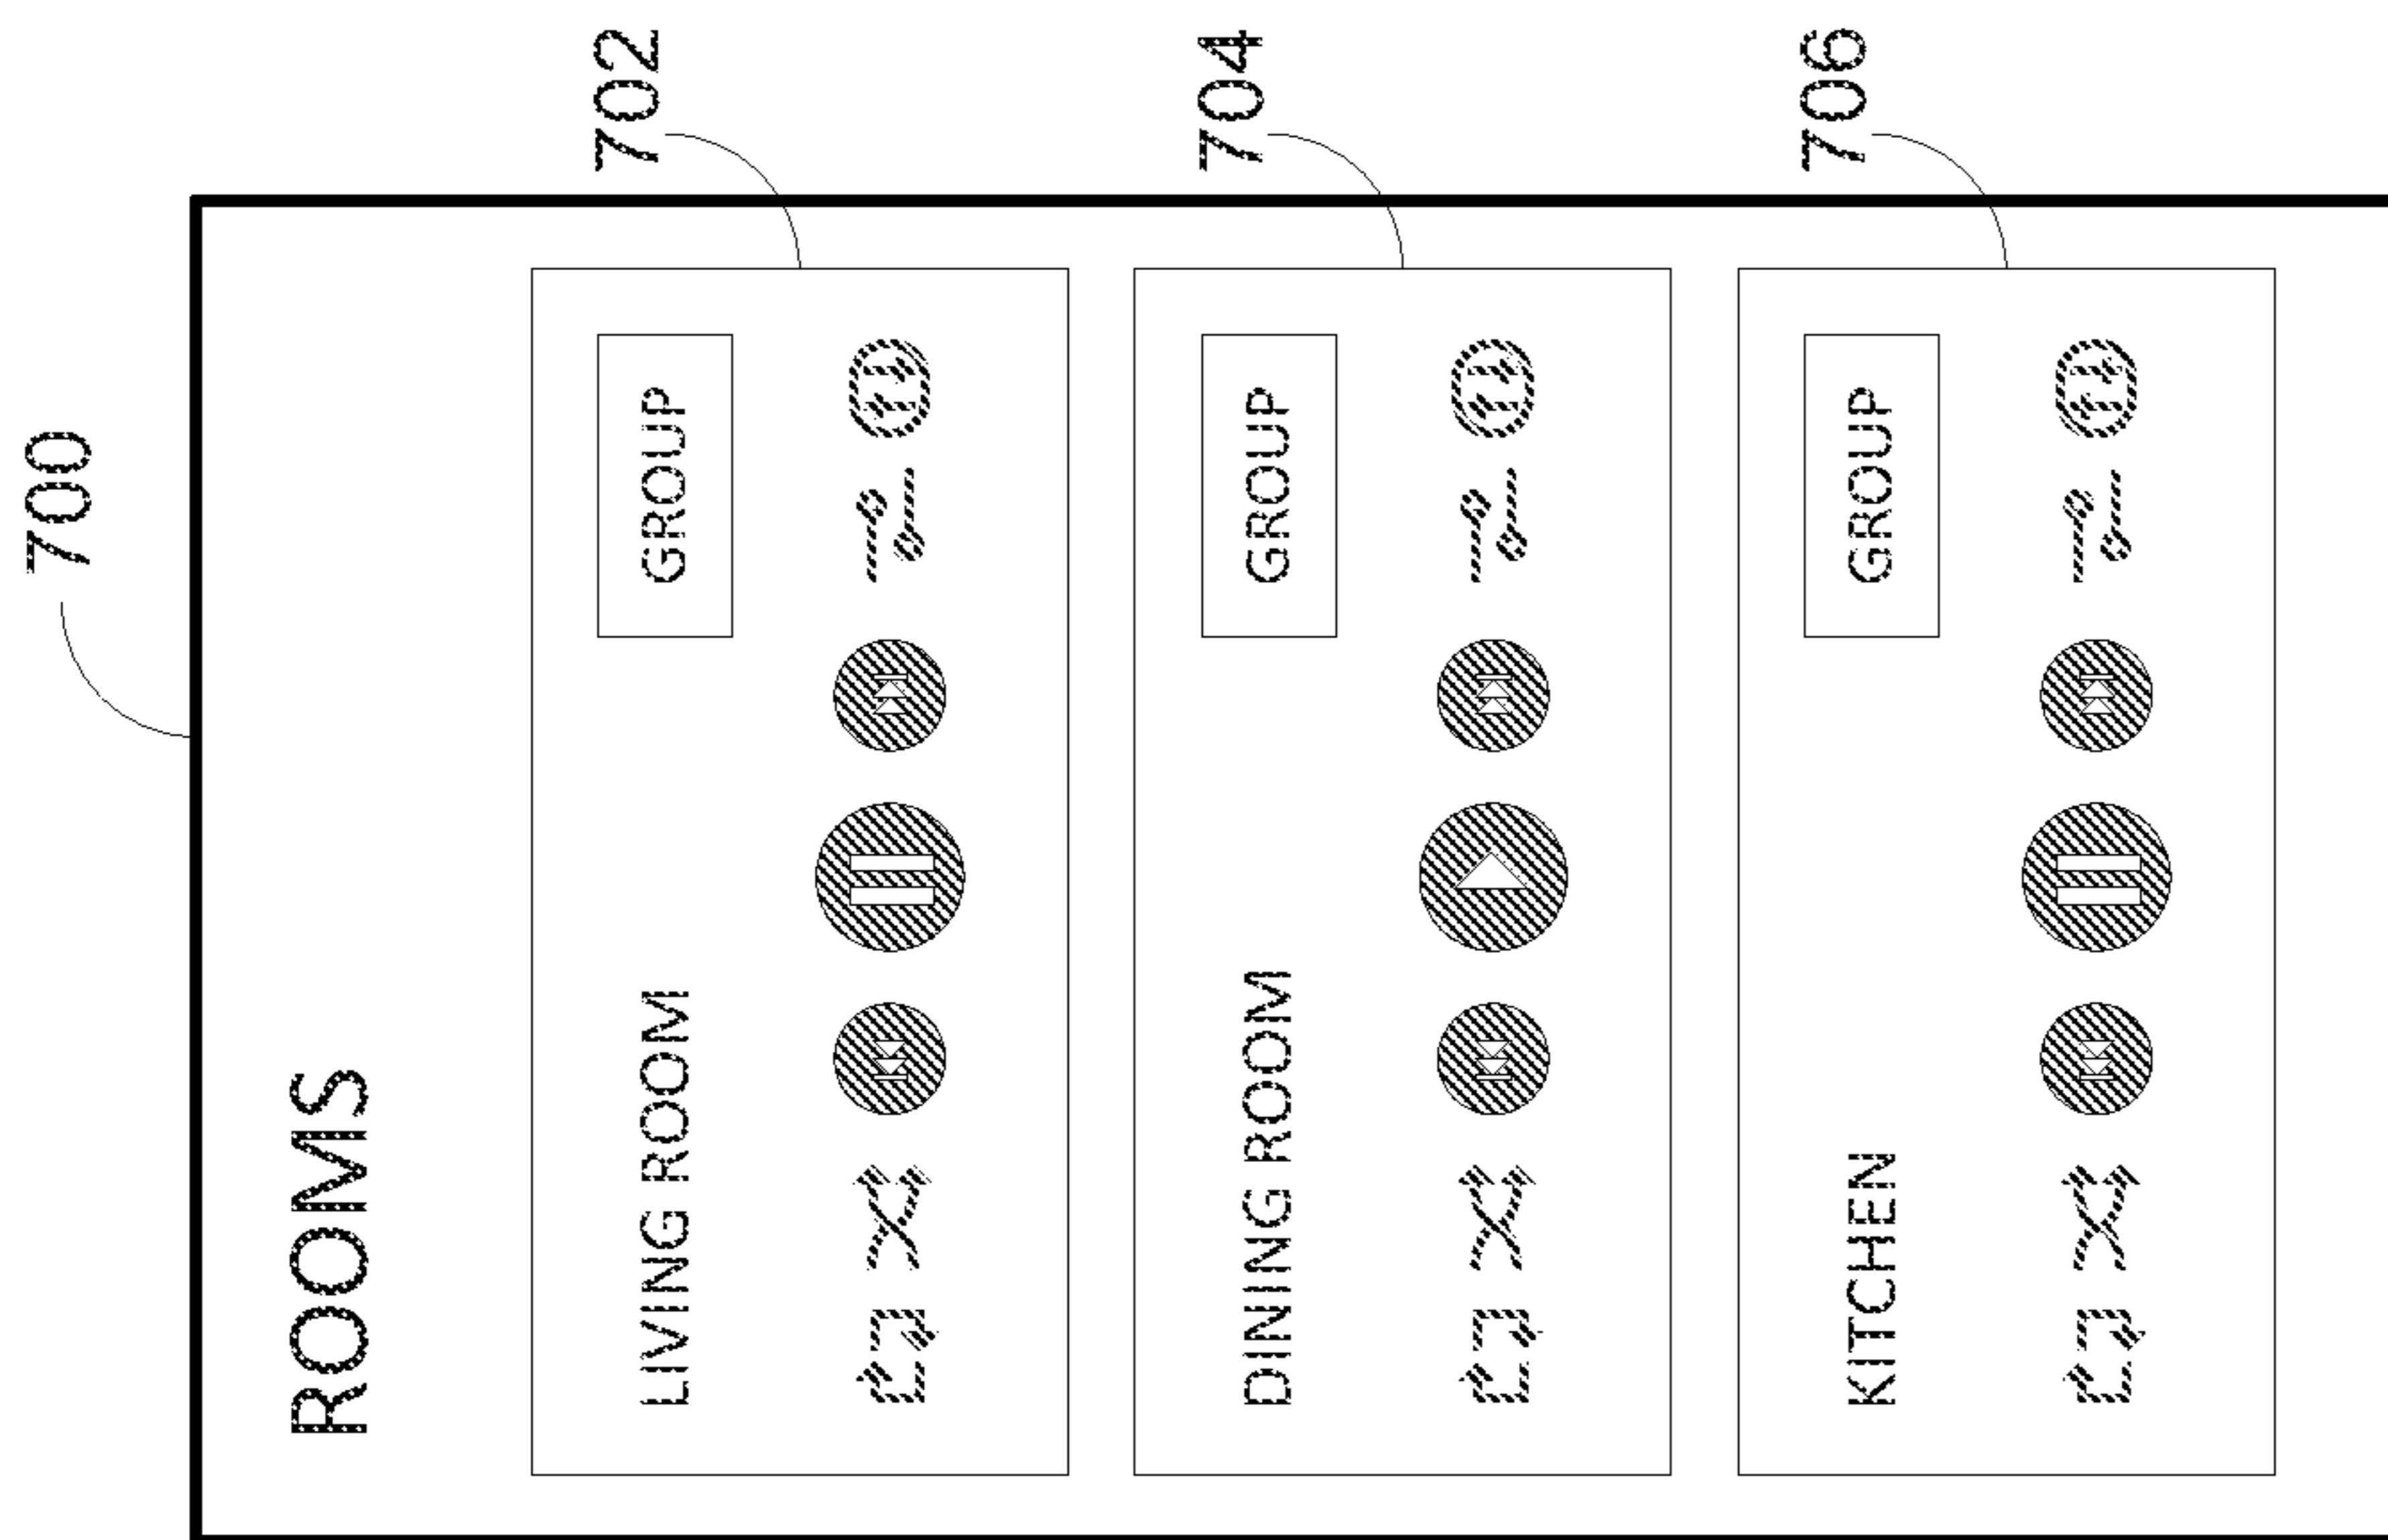 700
ROOMS
702
LIVING ROOM
GROUP
704
DINING ROOM
GROUP
706
KITCHEN
GROUP